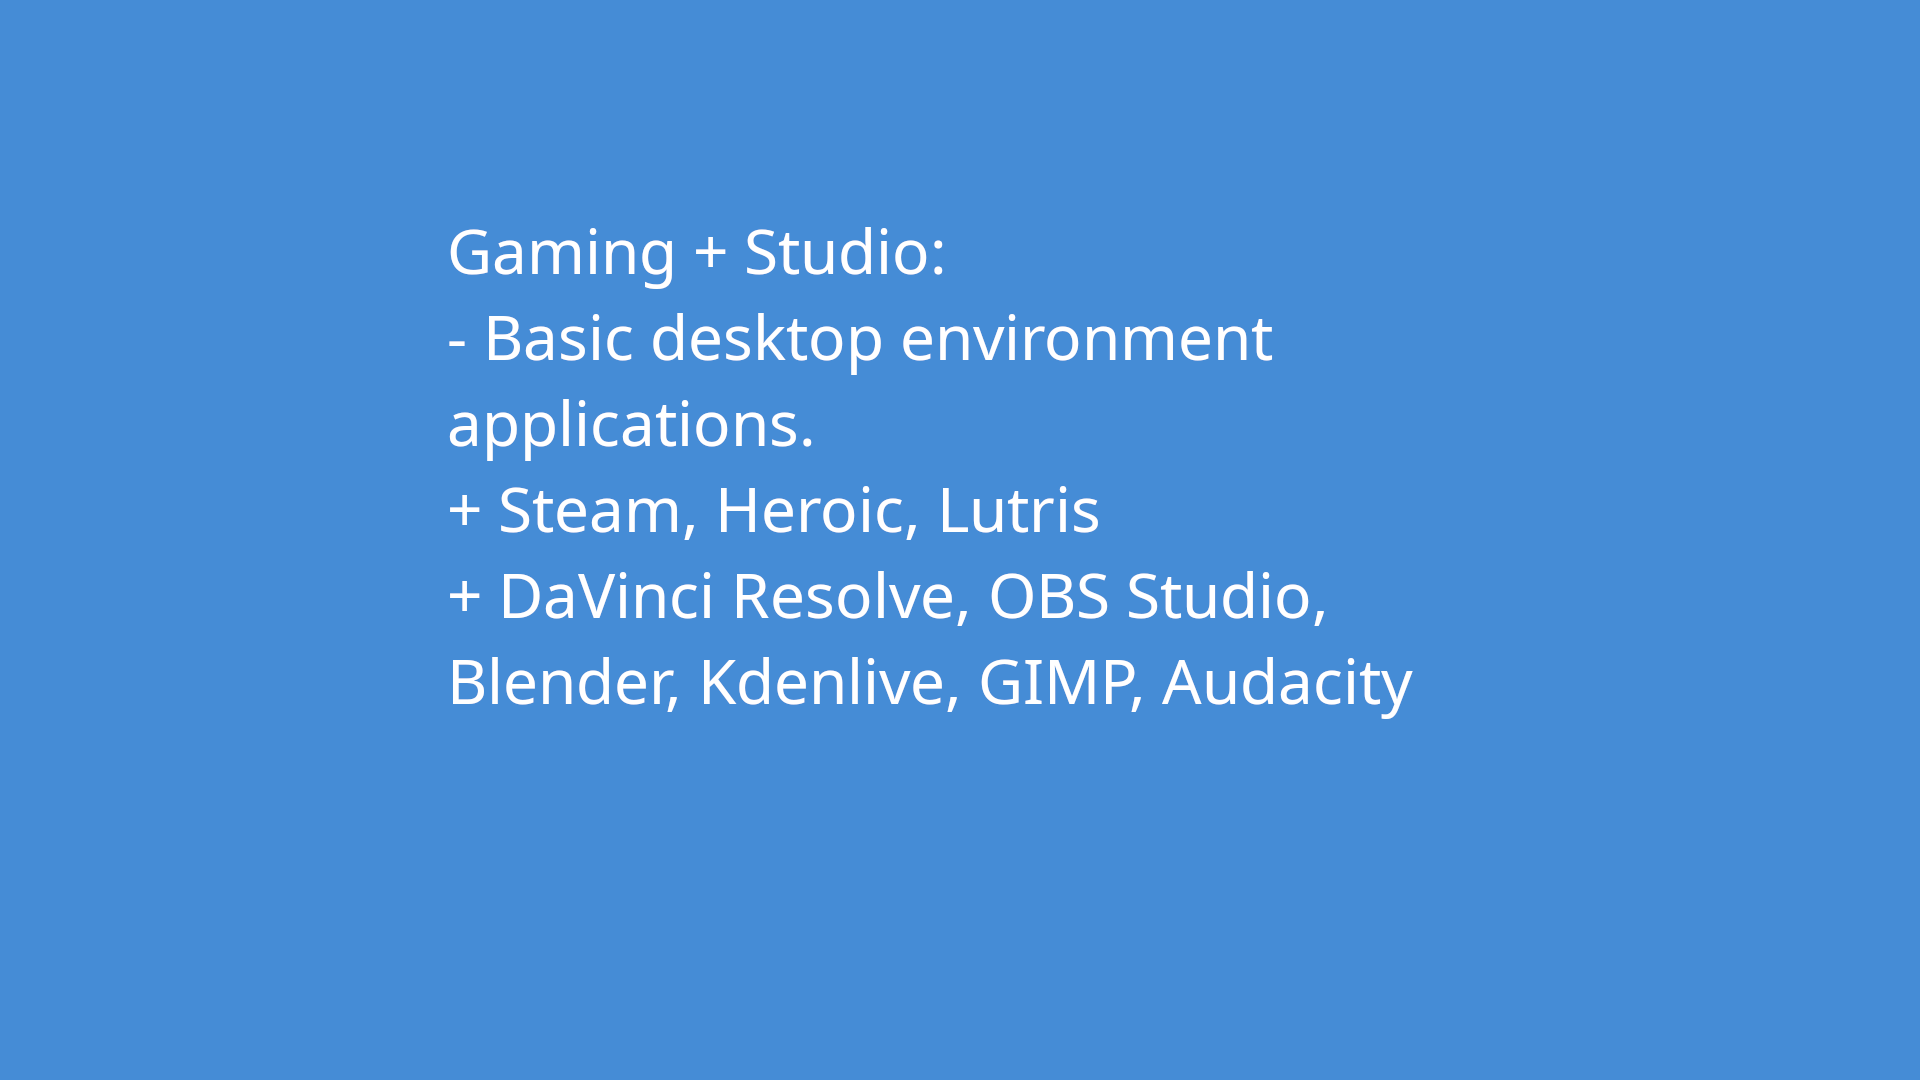 Gaming + Studio:
- Basic desktop environment
applications.
+ Steam, Heroic, Lutris
+ DaVinci Resolve, OBS Studio,
Blender, Kdenlive, GIMP, Audacity